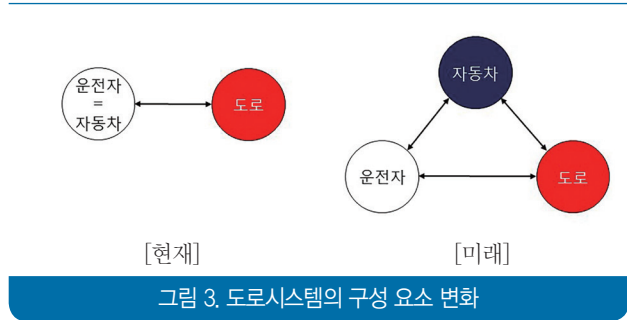 운전자
=
자동차
도로
자동차
운전자
도로
[현재]
[미래]
그림 3. 도로시스템의 구성 요소 변화